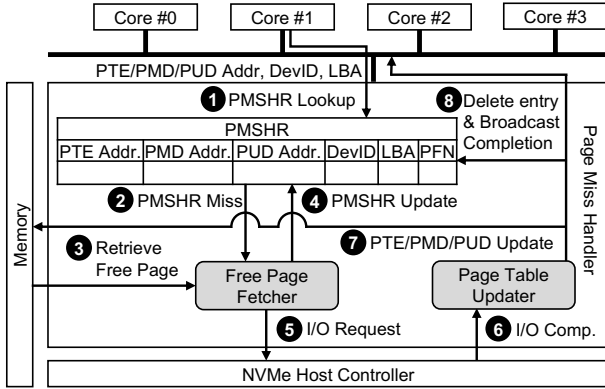 Core #0
Core #1
Core #2
Core #3
PTE/PMD/PUD Addr, DevID, LBA
1 PMSHR Lookup
8 Delete entry
& Broadcast
Completion
PMSHR
PTE Addr. PMD Addr. PUD Addr. DevID LBA PFN
2 PMSHR Miss
4 PMSHR Update
7 PTE/PMD/PUD Update
3 Retrieve
Free Page
Free Page
Fetcher
Page Table
Updater
5 I/O Request
6 I/O Comp.
NVMe Host Controller
Memory
Page Miss Handler